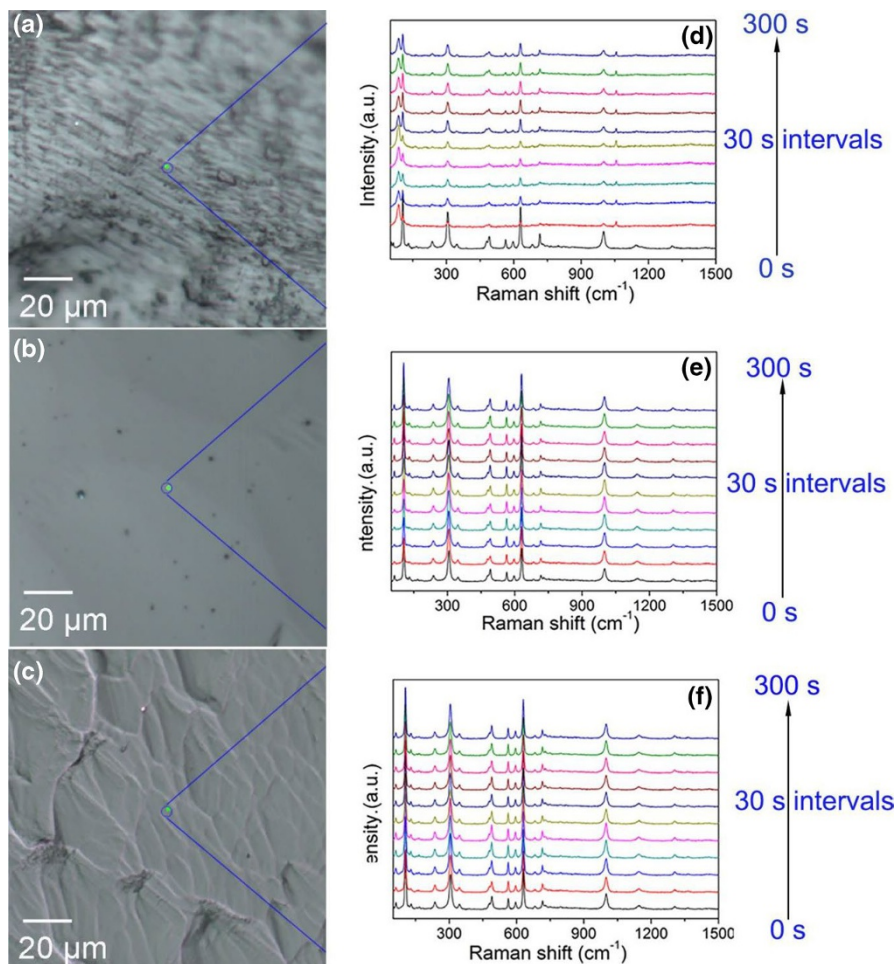 (a)
20 µm
(d)
Intensity.(a.u.)
300 600 900 1200 1500
Raman shift (cm⁻¹)
300 s
30 s intervals
0 s
(b)
20 µm
(e)
ntensity.(a.u.)
300 600 900 1200 1500
Raman shift (cm⁻¹)
300 s
30 s intervals
0 s
(c)
20 µm
(f)
ensity.(a.u.)
300 600 900 1200 1500
Raman shift (cm⁻¹)
300 s
30 s intervals
0 s